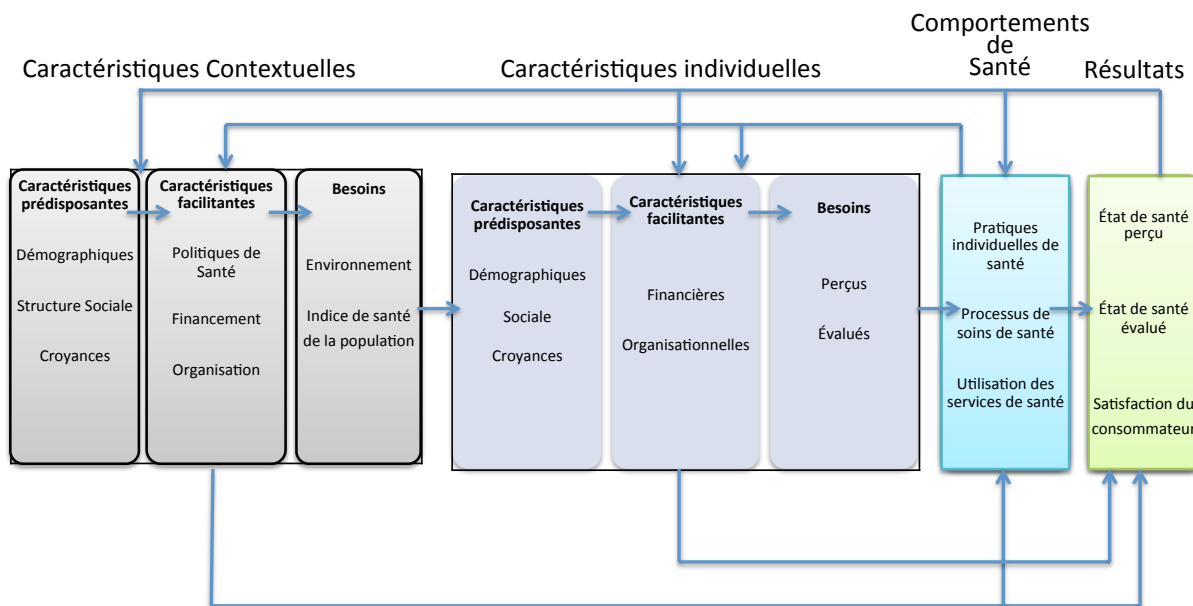 Caractéristiques Contextuelles
Caractéristiques individuelles
Comportements
de
Santé
Résultats
Caractéristiques
prédisposantes
Démographiques
Structure Sociale
Croyances
Caractéristiques
facilitantes
Politiques de
Santé
Financement
Organisation
Besoins
Environnement
Indice de santé
de la population
Caractéristiques
prédisposantes
Démographiques
Sociale
Croyances
Caractéristiques
facilitantes
Financières
Organisationnelles
Besoins
Perçus
Évalués
Pratiques
individuelles de
santé
Processus de
soins de santé
Utilisation des
services de santé
État de santé
perçu
État de santé
évalué
Satisfaction du
consommateur